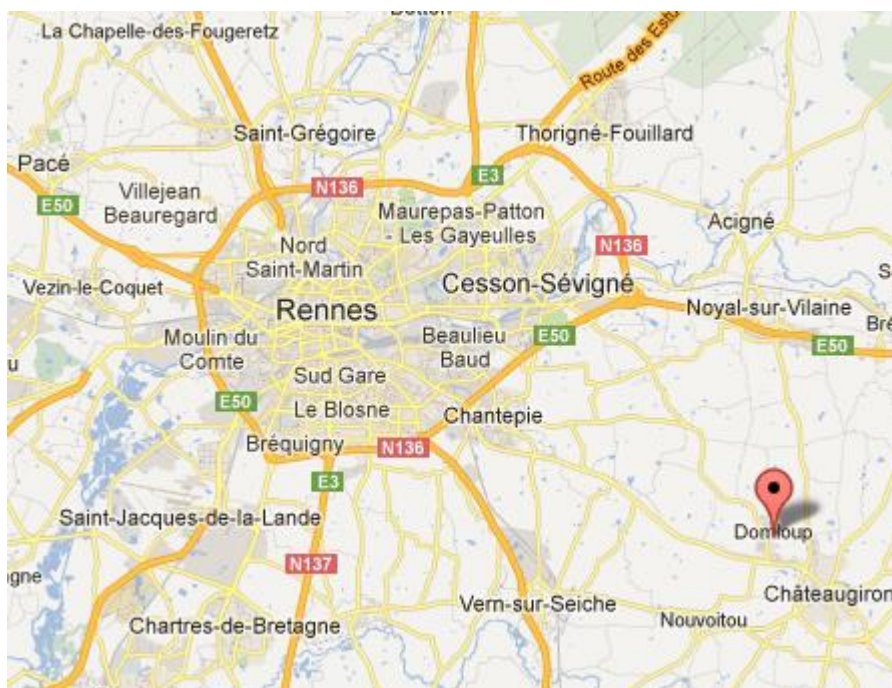 La Chapelle-des-Fougeretz
Route des Estu
Saint-Grégoire
Thorigné-Fouillard
Pacé
E3
N136
Villejean
Beauregard
E50
Maurepas-Patton
- Les Gayeulles
Acigné
Nord
Saint-Martin
N136
Vezin-le-Coquet
Cesson-Sévigné
S
Rennes
Noyal-sur-Vilaine
Bré
Moulin du
Comte
Beaulieu
Baud
E50
E50
u
Sud Gare
E50
Le Blosne
Chantepie
Bréquigny
N136
E3
Saint-Jacques-de-la-Lande
Domloup
N137
agne
Châteaugiron
Vern-sur-Seiche
Nouvoitou
Chartres-de-Bretagne